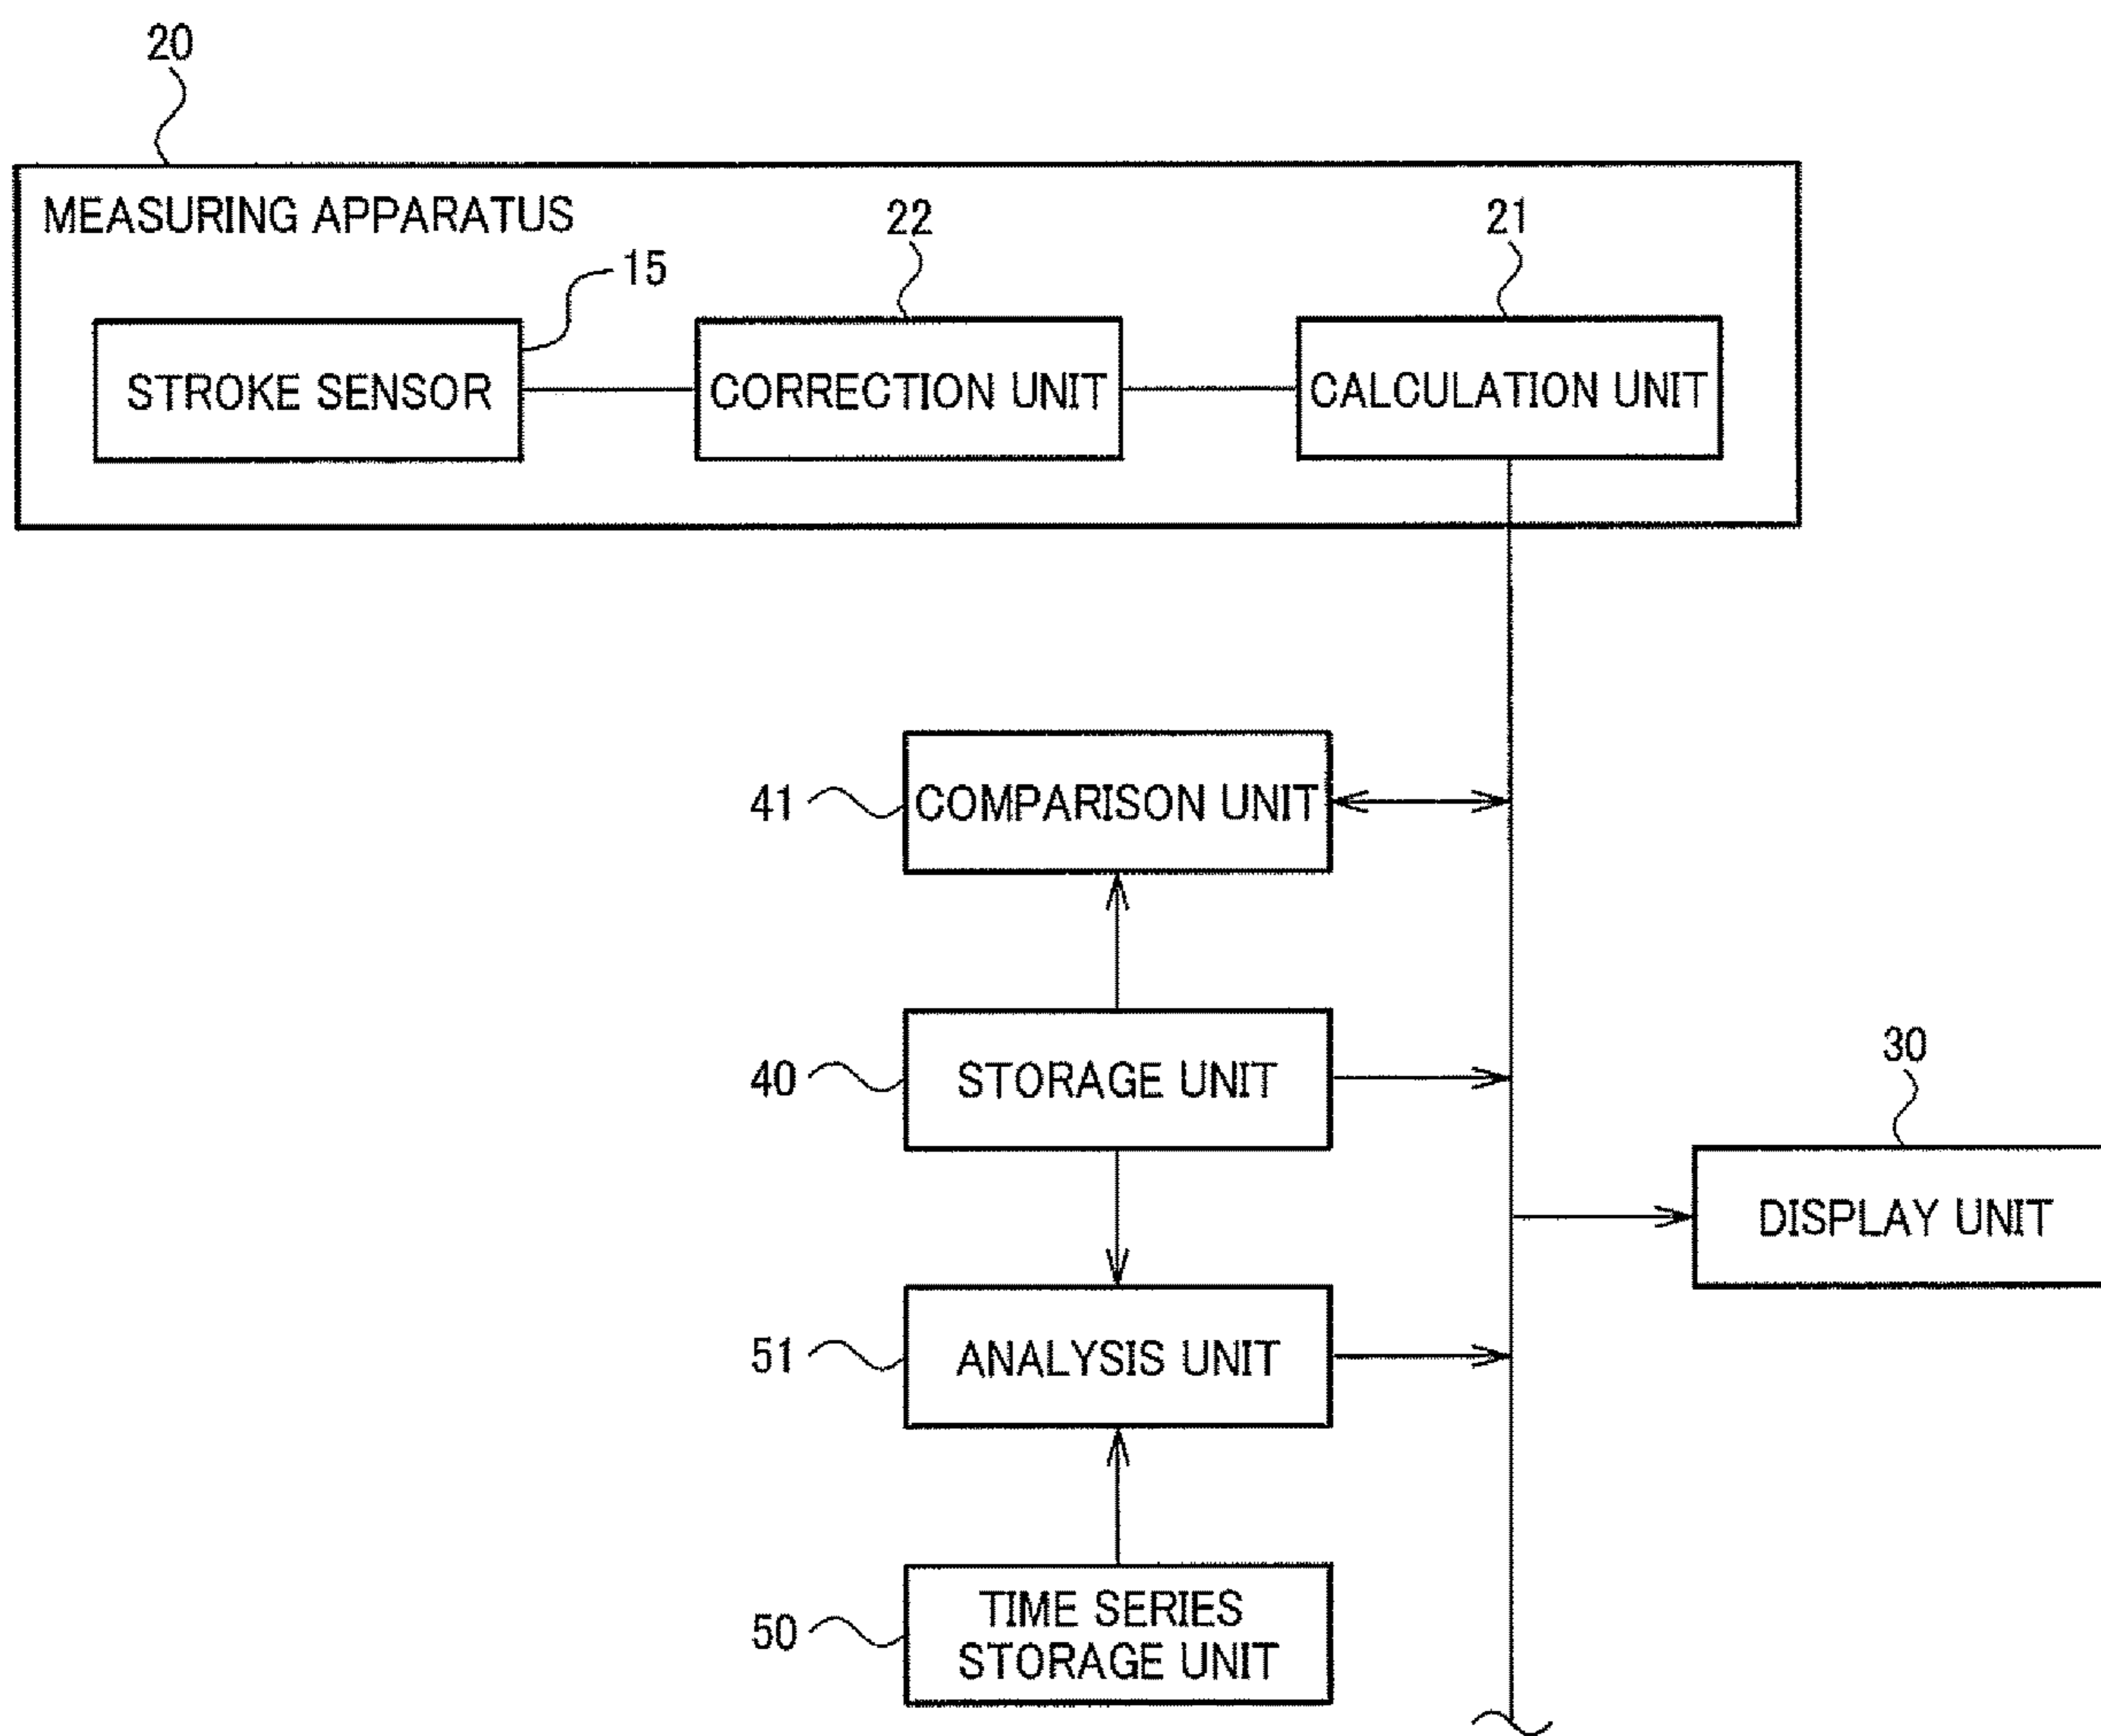 20
MEASURING APPARATUS
22
21
15
STROKE SENSOR
CORRECTION UNIT
CALCULATION UNIT
41
COMPARISON UNIT
40
STORAGE UNIT
30
DISPLAY UNIT
51
ANALYSIS UNIT
50
TIME SERIES
STORAGE UNIT